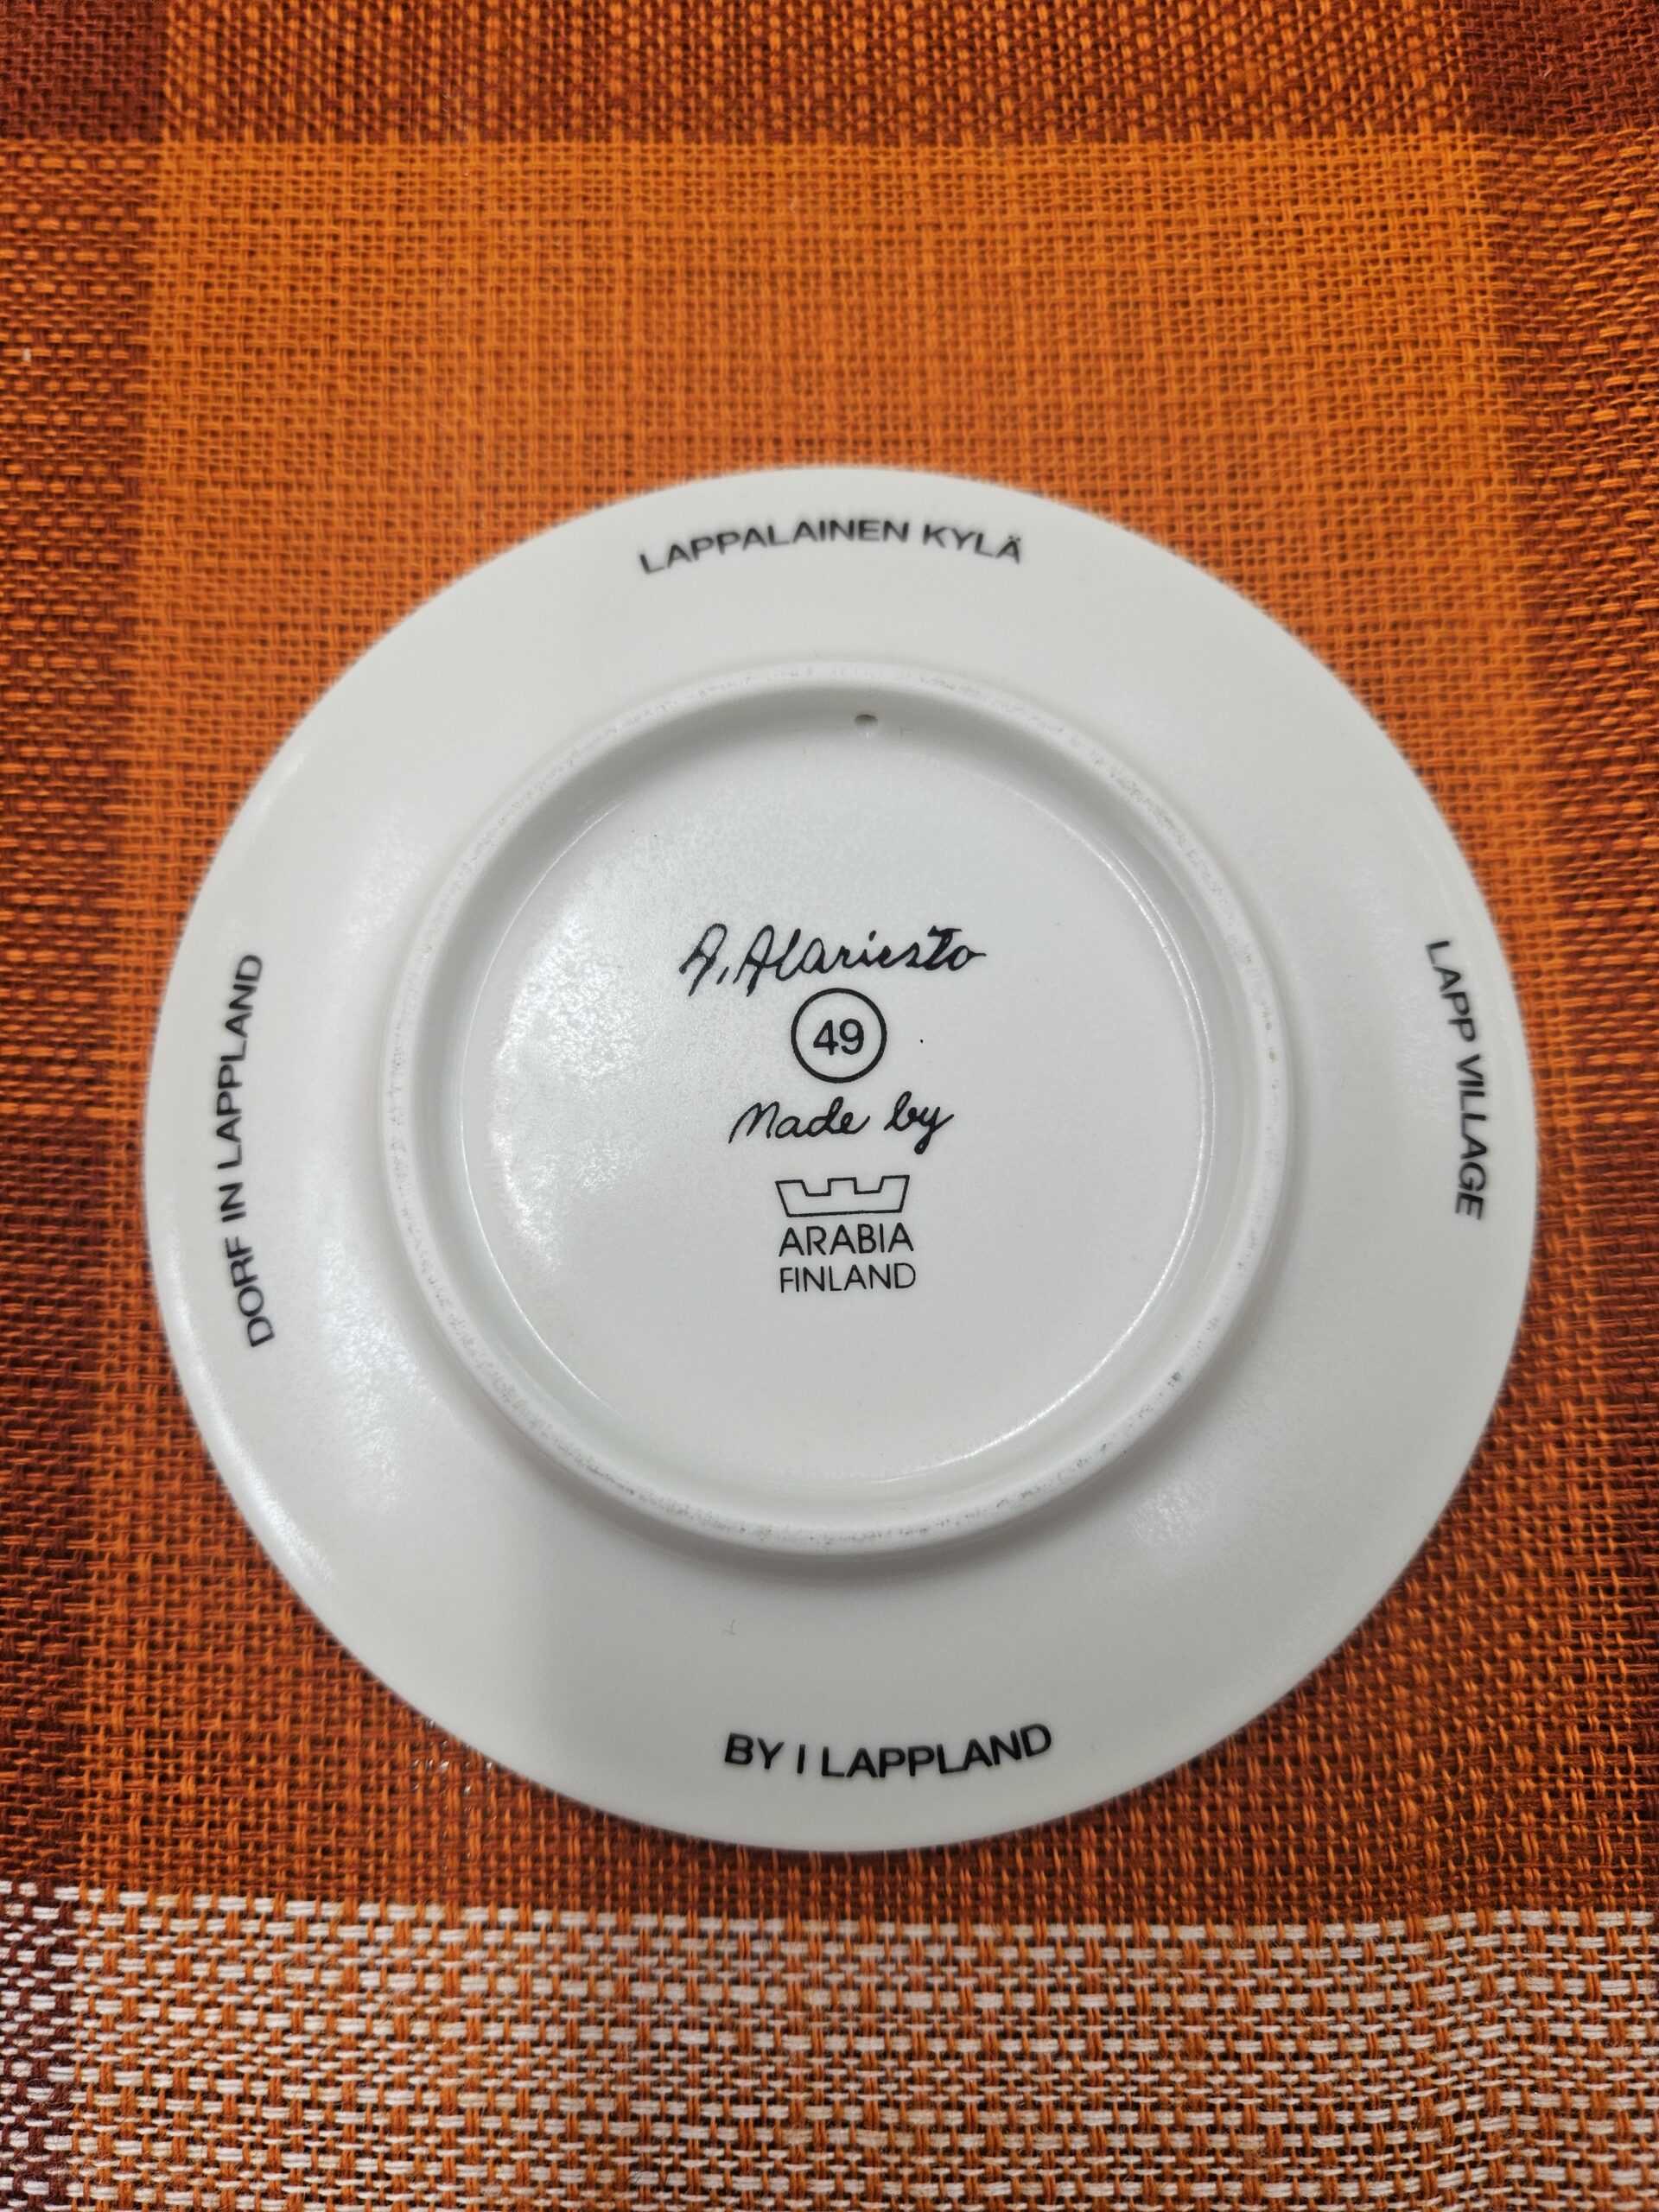 LAPPALAINEN KYLÄ
LAPP VILLAGE
BY I LAPPLAND
DORF IN LAPPLAND
A. Alariesto
49
Made by
ARABIA
FINLAND